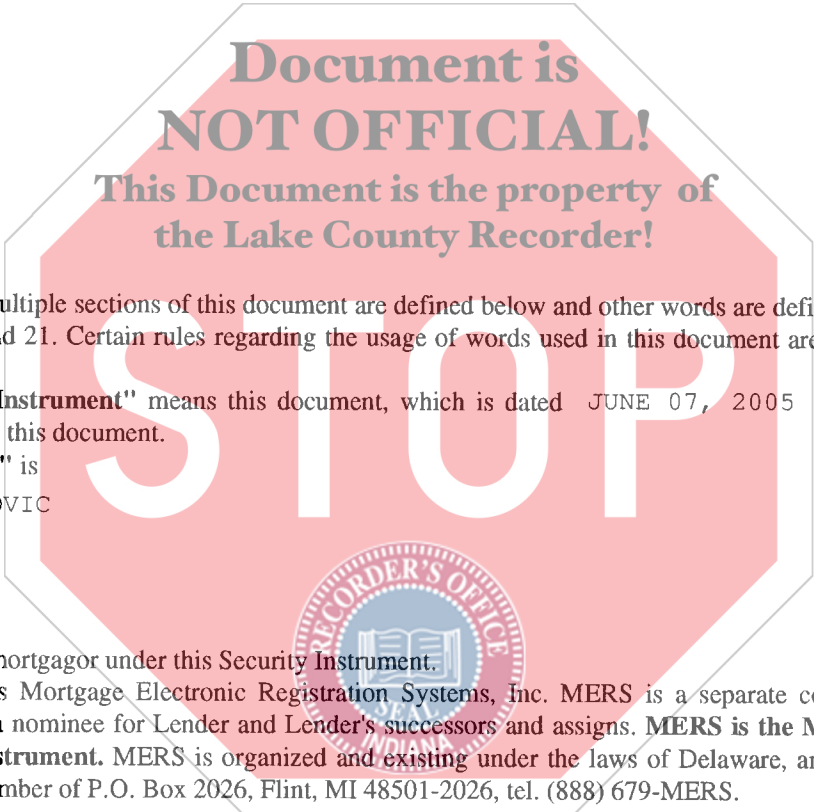 Document is
NOT OFFICIAL!
This Document is the property of
the Lake County Recorder!
ultiple sections of this document are defined below and other words are defi
d 21. Certain rules regarding the usage of words used in this document are
Instrument" means this document, which is dated JUNE 07, 2005
this document.
" is
OVIC
STOP
RECORDER'S OFFICE
SEAL
INDIANA
mortgagor under this Security Instrument.
s Mortgage Electronic Registration Systems, Inc. MERS is a separate co
nominee for Lender and Lender's successors and assigns. MERS is the M
strument. MERS is organized and existing under the laws of Delaware, an
mber of P.O. Box 2026, Flint, MI 48501-2026, tel. (888) 679-MERS.